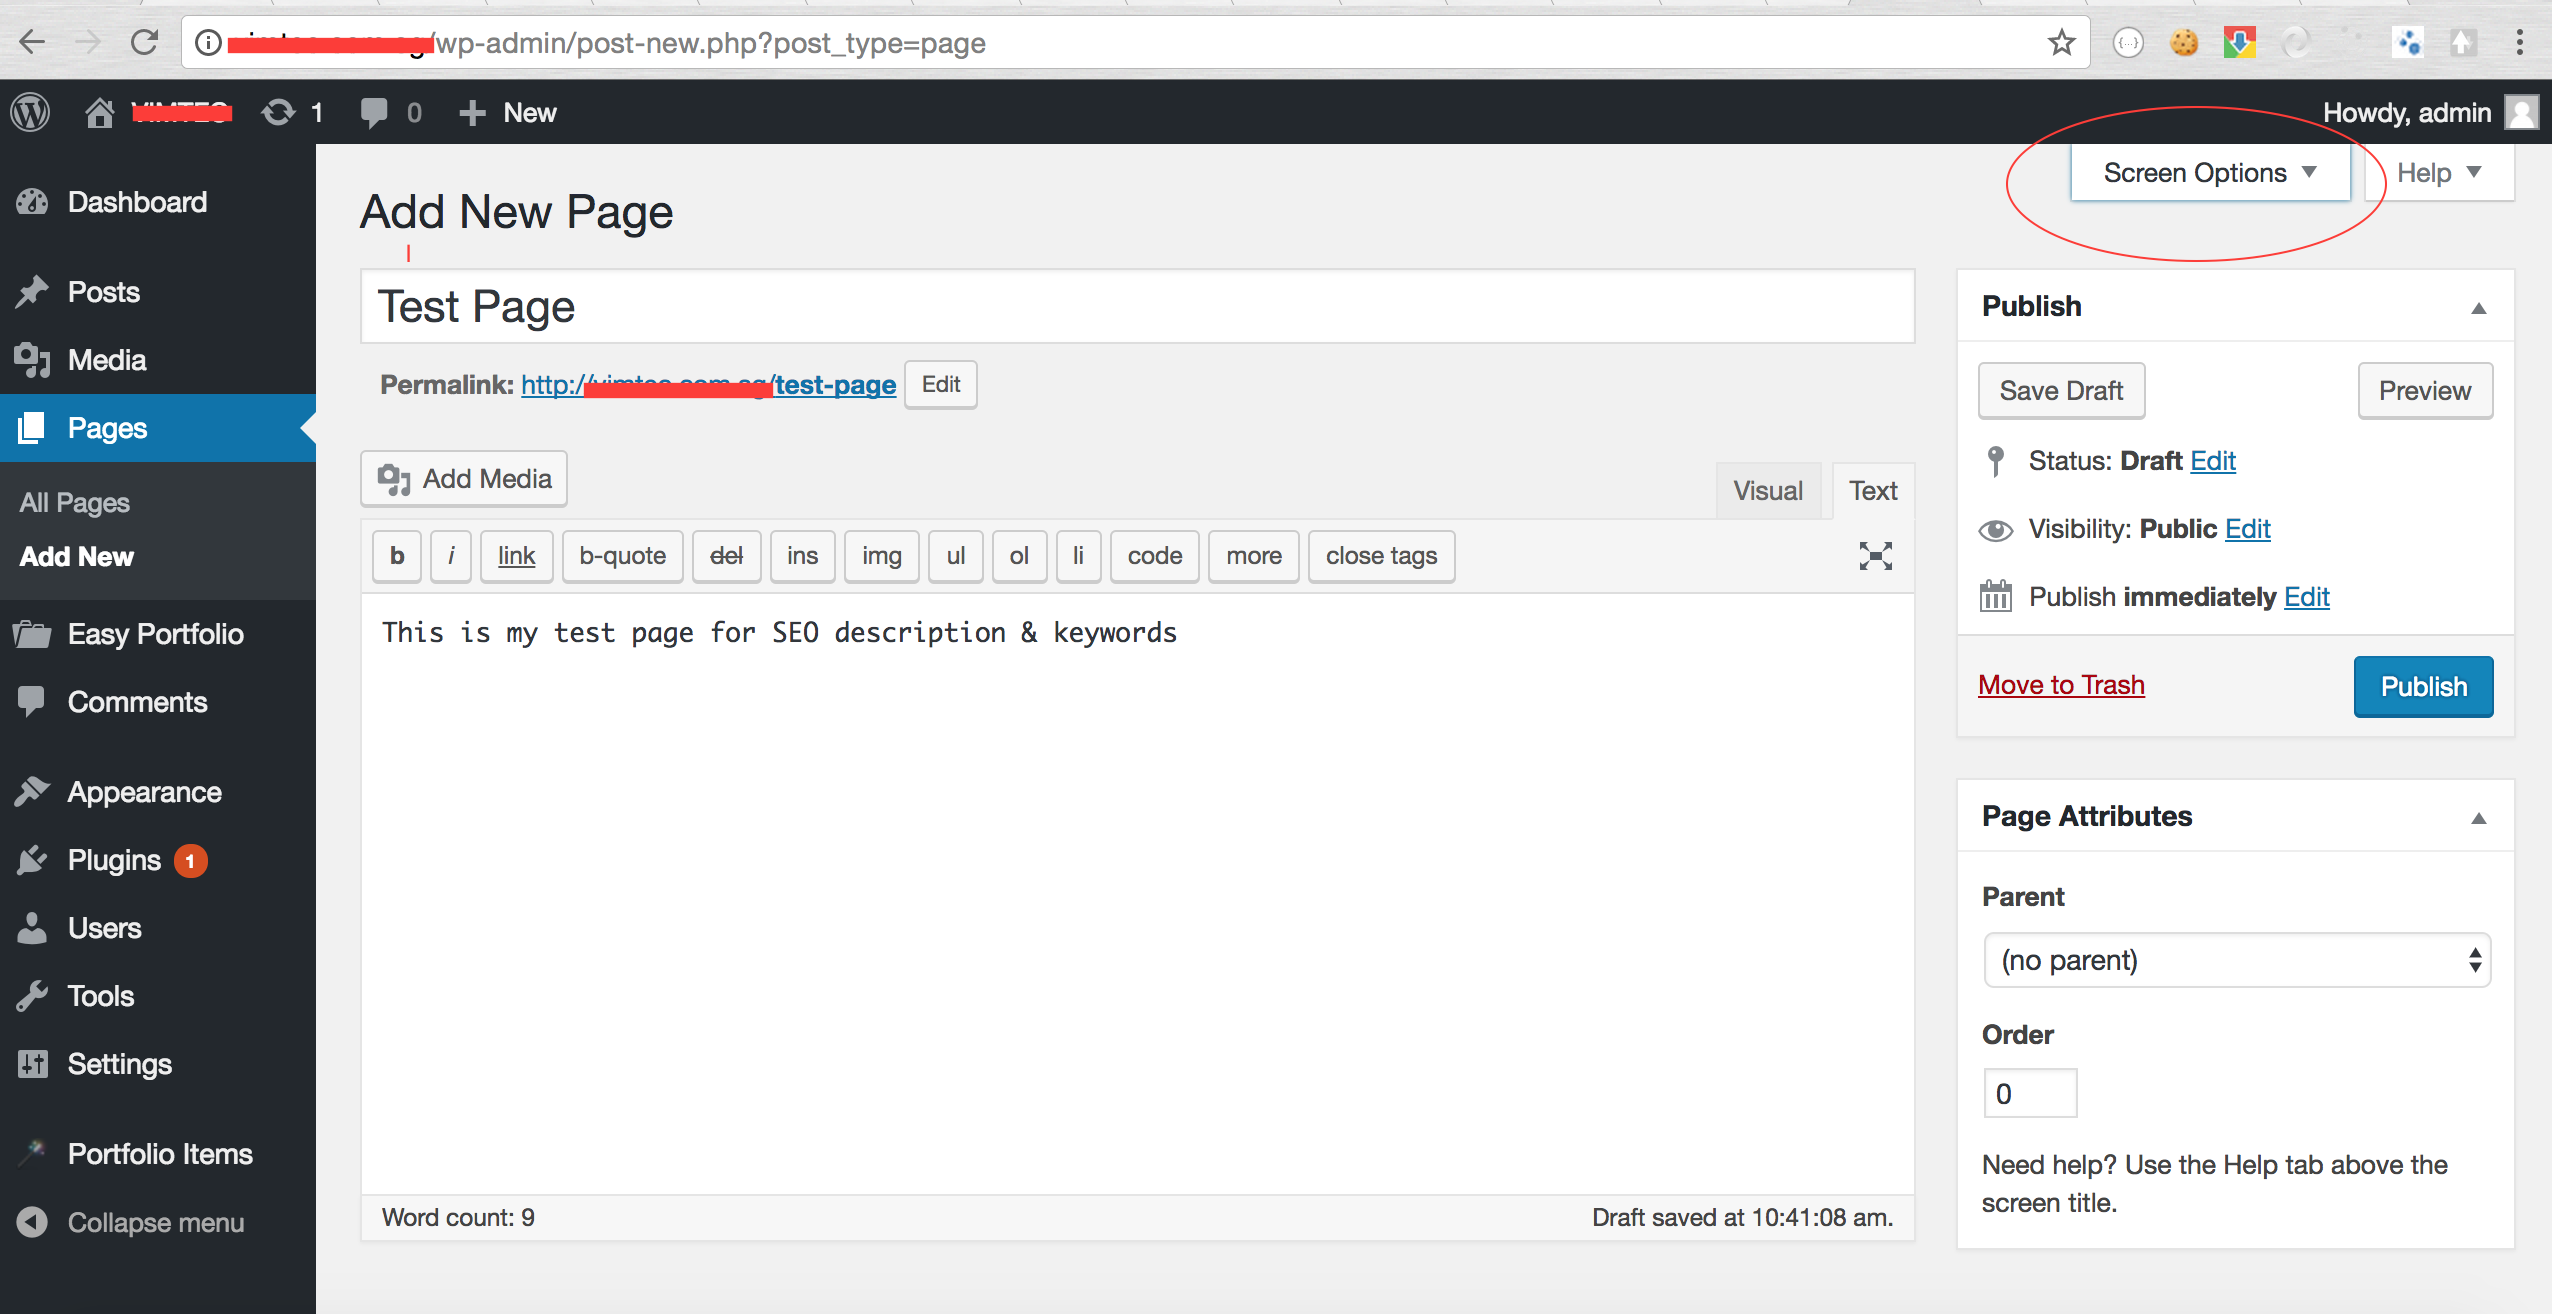 /wp-admin/post-new.php?post_type=page
1 0 New Howdy, admin
Screen Options Help
Dashboard
Posts
Media
Pages
All Pages
Add New
Easy Portfolio
Comments
Appearance
Plugins 1
Users
Tools
Settings
Portfolio Items
Collapse menu
Add New Page
Test Page
Permalink: http:// /test-page Edit
Add Media
Visual Text
b i link b-quote del ins img ul ol li code more close tags
This is my test page for SEO description & keywords
Word count: 9 Draft saved at 10:41:08 am.
Publish
Save Draft Preview
Status: Draft Edit
Visibility: Public Edit
Publish immediately Edit
Move to Trash Publish
Page Attributes
Parent
(no parent)
Order
0
Need help? Use the Help tab above the
screen title.